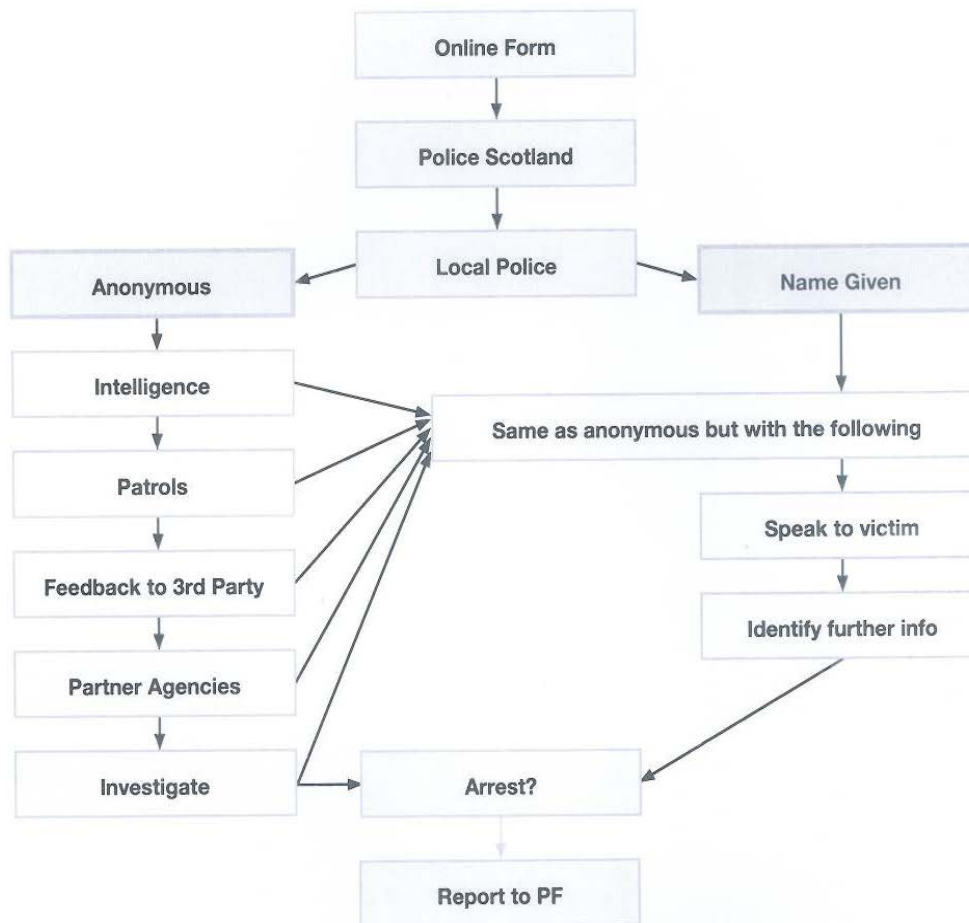 Online Form
Police Scotland
Local Police
Anonymous
Name Given
Intelligence
Same as anonymous but with the following
Patrols
Speak to victim
Feedback to 3rd Party
Identify further info
Partner Agencies
Investigate
Arrest?
Report to PF